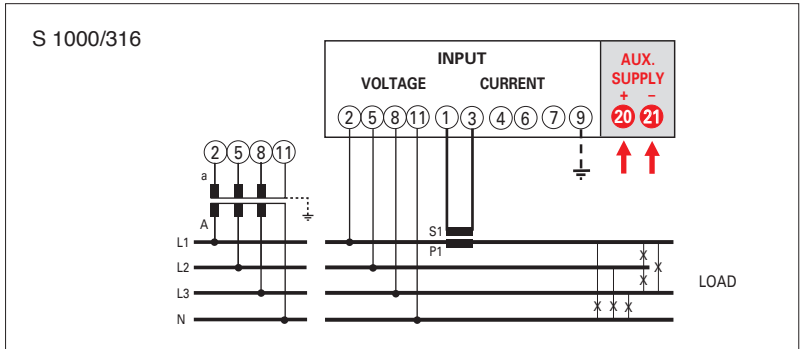 S 1000/316
INPUT
VOLTAGE CURRENT
2 5 8 11 1 3 4 6 7 9
AUX.
SUPPLY
+ –
20 21
2 5 8 11
a
A
S1
P1
L1
L2
L3
N
X
X
X
X X X
LOAD